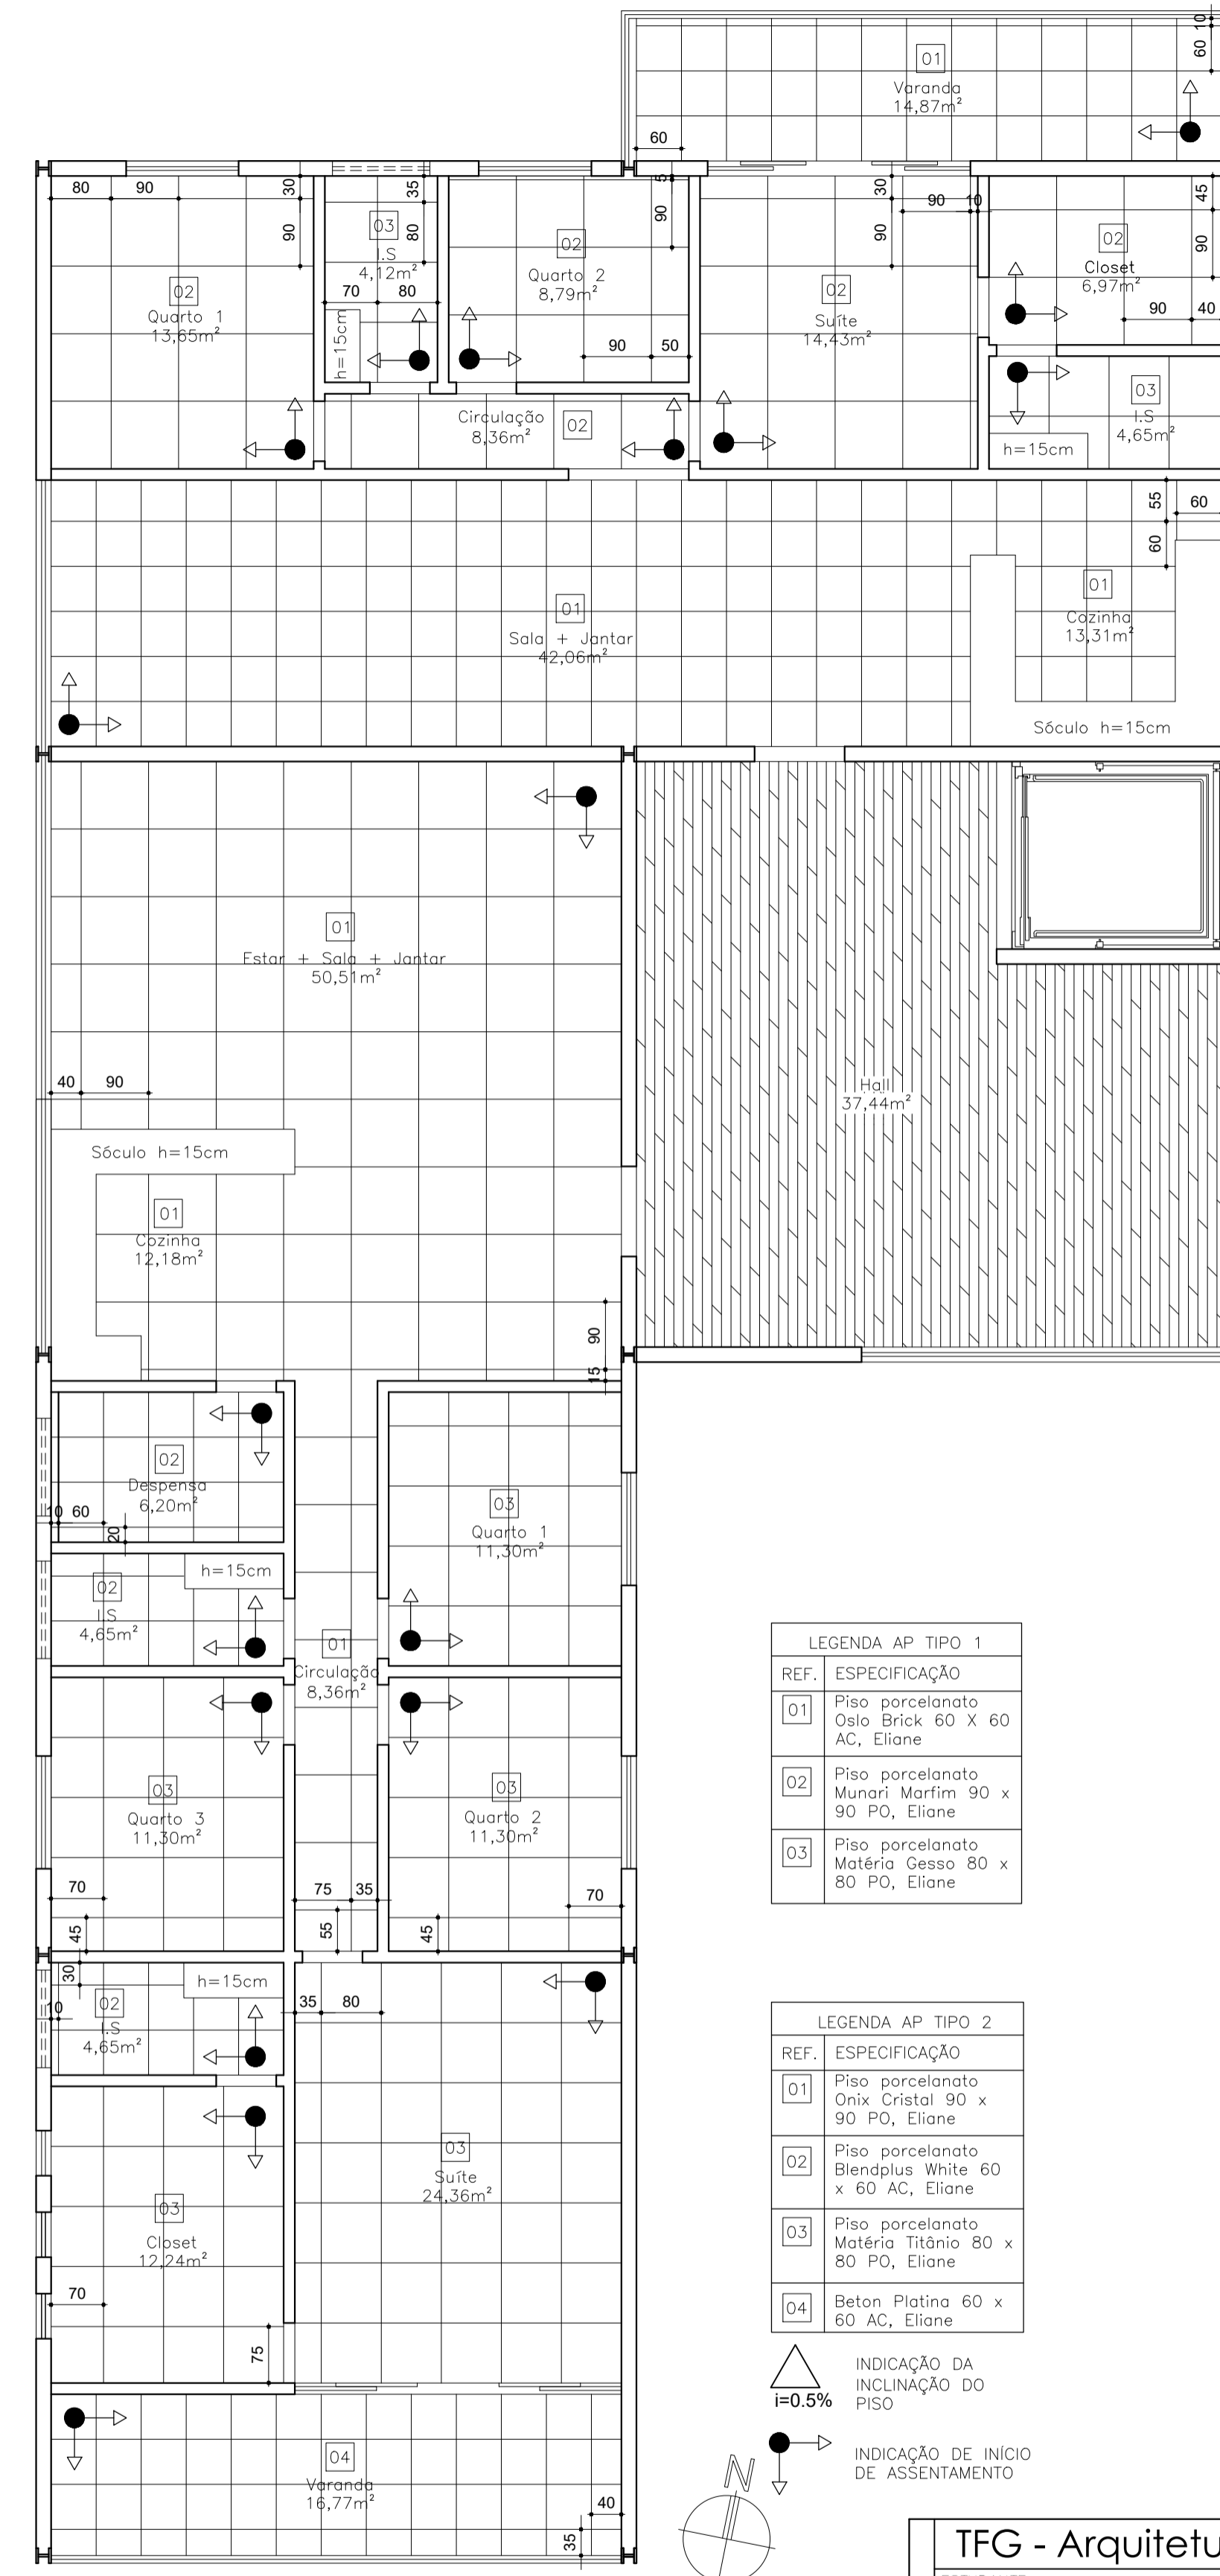 10
60
01
Varanda
14,87m²
60
80
90
30
90
35
80
03
I.S
4,12m²
70
80
h=15cm
02
Quarto 1
13,65m²
5
90
02
Quarto 2
8,79m²
90
50
30
90
90
10
02
Suíte
14,43m²
45
90
02
Closet
6,97m²
90
40
03
I.S
4,65m²
h=15cm
Circulação
8,36m²
02
55
60
60
01
Sala + Jantar
42,06m²
01
Cozinha
13,31m²
Sóculo h=15cm
01
Estar + Sala + Jantar
50,51m²
40
90
Hall
37,44m²
Sóculo h=15cm
01
Cozinha
12,18m²
90
15
02
Despensa
6,20m²
10
60
20
03
Quarto 1
11,30m²
h=15cm
02
I.S
4,65m²
01
Circulação
8,36m²
03
Quarto 3
11,30m²
70
45
03
Quarto 2
11,30m²
75
35
55
70
45
30
10
h=15cm
02
I.S
4,65m²
35
80
03
Suíte
24,36m²
03
Closet
12,24m²
70
75
04
Varanda
16,77m²
40
35
LEGENDA AP TIPO 1
REF. ESPECIFICAÇÃO
01 Piso porcelanato
Oslo Brick 60 X 60
AC, Eliane
02 Piso porcelanato
Munari Marfim 90 x
90 PO, Eliane
03 Piso porcelanato
Matéria Gesso 80 x
80 PO, Eliane
LEGENDA AP TIPO 2
REF. ESPECIFICAÇÃO
01 Piso porcelanato
Onix Cristal 90 x
90 PO, Eliane
02 Piso porcelanato
Blendplus White 60
x 60 AC, Eliane
03 Piso porcelanato
Matéria Titânio 80 x
80 PO, Eliane
04 Beton Platina 60 x
60 AC, Eliane
i=0.5%
INDICAÇÃO DA
INCLINAÇÃO DO
PISO
INDICAÇÃO DE INÍCIO
DE ASSENTAMENTO
N
TFG - Arquitetu